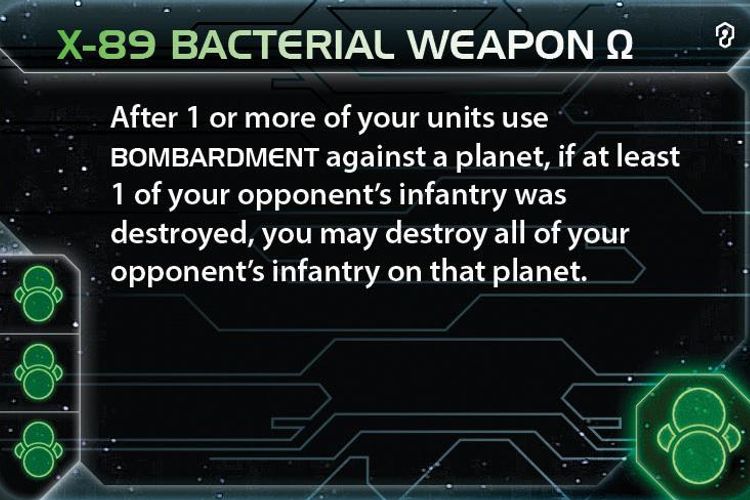 X-89 BACTERIAL WEAPON Ω
After 1 or more of your units use
BOMBARDMENT against a planet, if at least
1 of your opponent’s infantry was
destroyed, you may destroy all of your
opponent’s infantry on that planet.